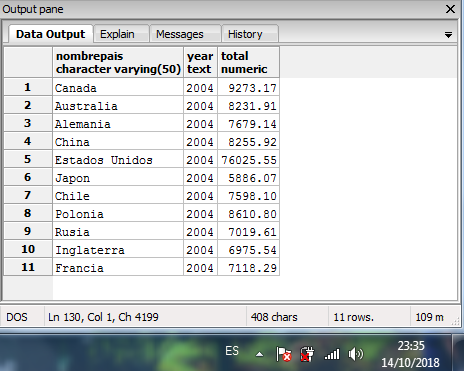 Output pane
Data Output Explain Messages History
nombrepais year total
character varying(50) text numeric
1 Canada 2004 9273.17
2 Australia 2004 8231.91
3 Alemania 2004 7679.14
4 China 2004 8255.92
5 Estados Unidos 2004 76025.55
6 Japon 2004 5886.07
7 Chile 2004 7598.10
8 Polonia 2004 8610.80
9 Rusia 2004 7019.61
10 Inglaterra 2004 6975.54
11 Francia 2004 7118.29
DOS Ln 130, Col 1, Ch 4199 408 chars 11 rows. 109 m
ES 23:35
14/10/2018